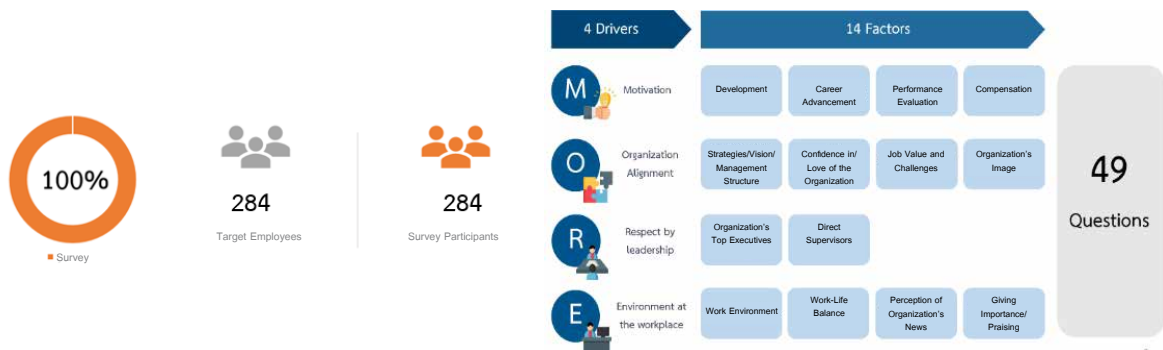 100%
Survey
284
Target Employees
284
Survey Participants
4 Drivers
14 Factors
M
Motivation
Development
Career
Advancement
Performance
Evaluation
Compensation
O
Organization
Alignment
Strategies/Vision/
Management
Structure
Confidence in/
Love of the
Organization
Job Value and
Challenges
Organization's
Image
R
Respect by
leadership
Organization's
Top Executives
Direct
Supervisors
E
Environment at
the workplace
Work Environment
Work-Life
Balance
Perception of
Organization's
News
Giving
Importance/
Praising
49
Questions